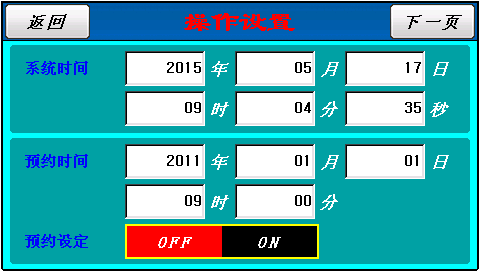 返回 操作设置 下一页
系统时间 2015 年 05 月 17 日
09 时 04 分 35 秒
预约时间 2011 年 01 月 01 日
09 时 00 分
预约设定 OFF ON